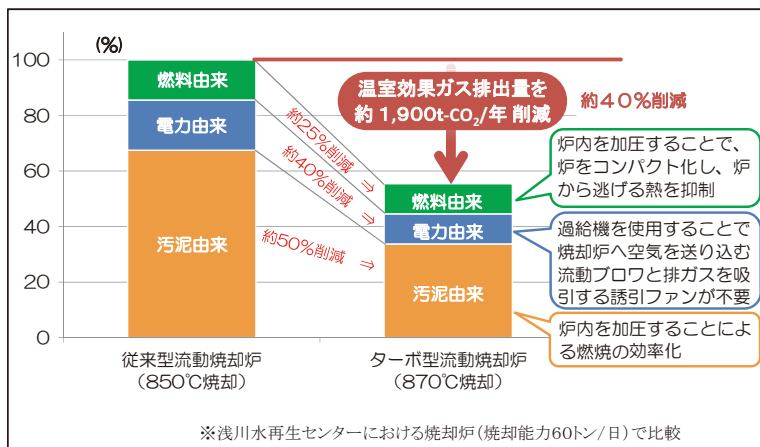 (%)
100
80
60
40
20
0
燃料由来
電力由来
汚泥由来
約25%削減 ⇒
約40%削減 ⇒
約50%削減 ⇒
温室効果ガス排出量を
約 1,900t-CO₂/年 削減
約40%削減
燃料由来
電力由来
汚泥由来
炉内を加圧することで、
炉をコンパクト化し、炉
から逃げる熱を抑制
過給機を使用することで
焼却炉へ空気を送り込む
流動ブロワと排ガスを吸
引する誘引ファンが不要
炉内を加圧することによ
る燃焼の効率化
従来型流動焼却炉
(850℃焼却)
ターボ型流動焼却炉
(870℃焼却)
※浅川水再生センターにおける焼却炉(焼却能力60トン/日)で比較